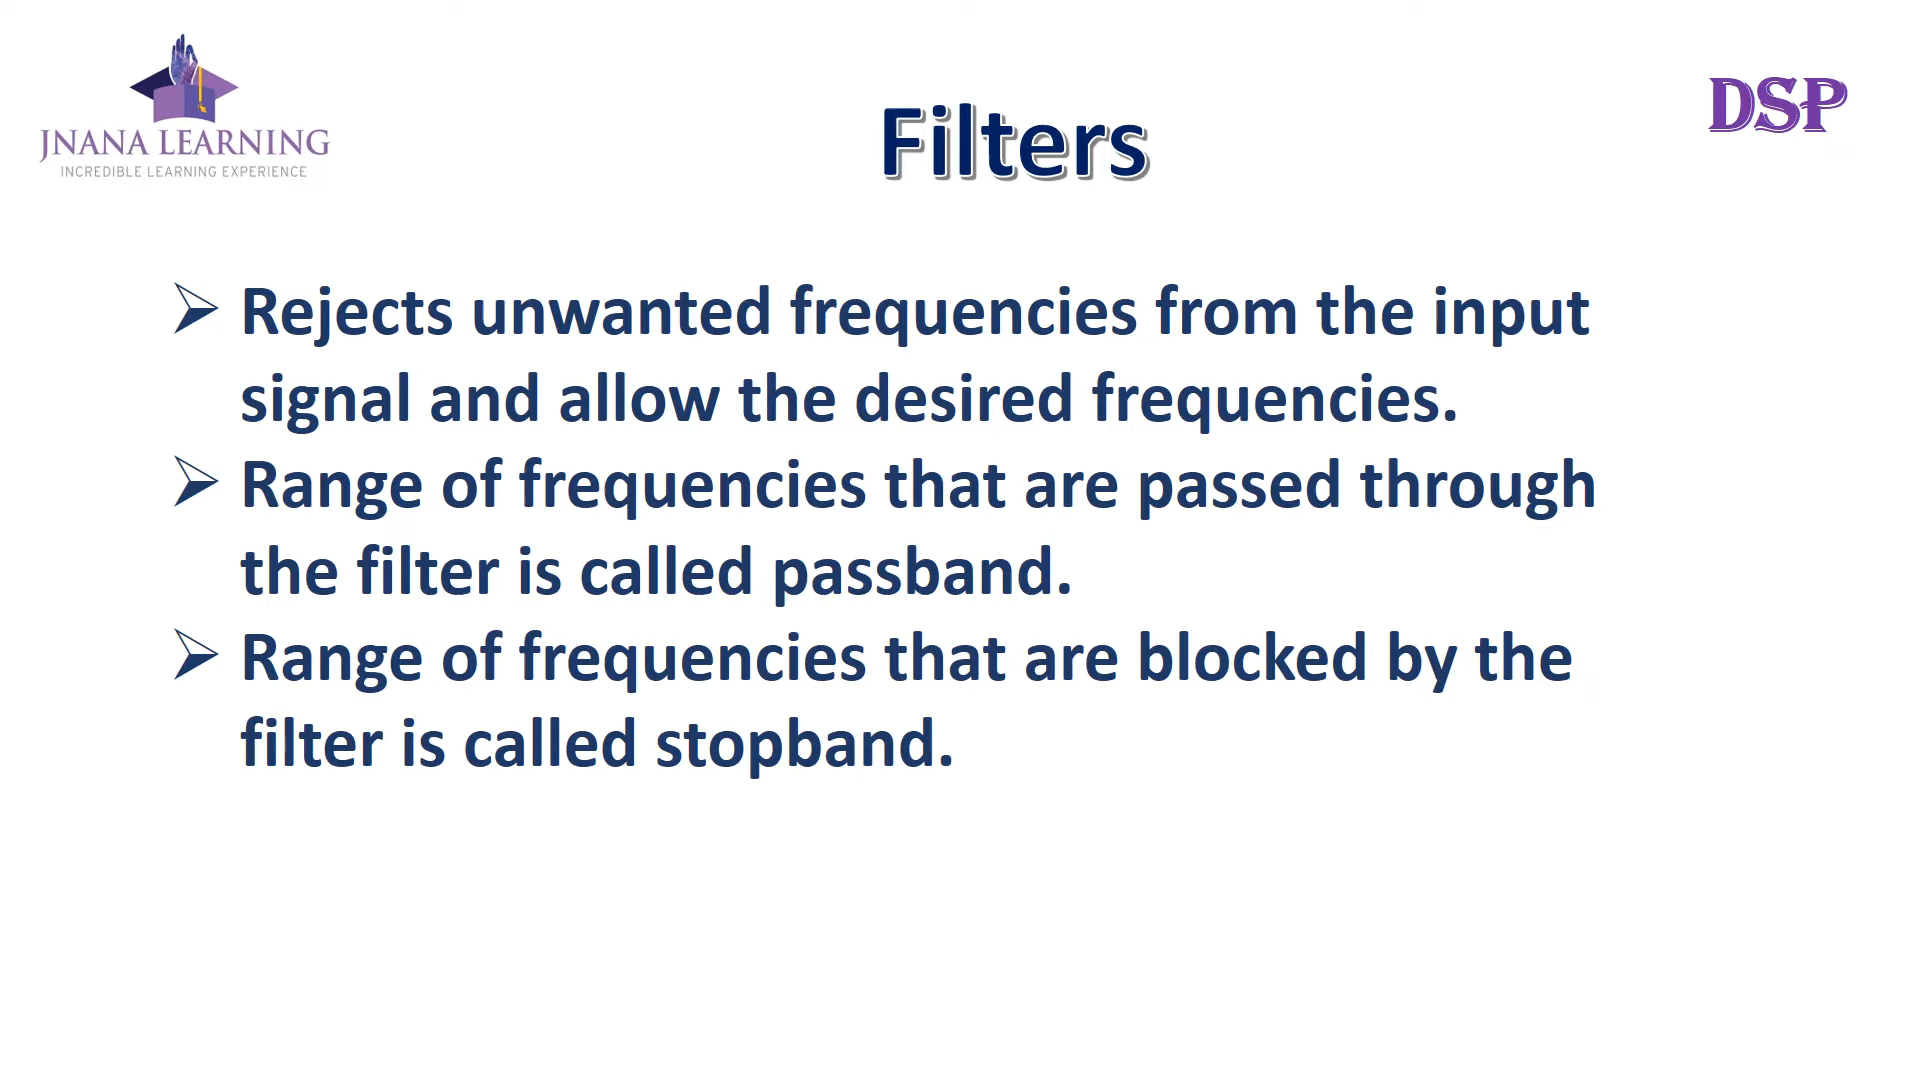 JNANA LEARNING
INCREDIBLE LEARNING EXPERIENCE
DSP
Filters
➢ Rejects unwanted frequencies from the input
signal and allow the desired frequencies.
➢ Range of frequencies that are passed through
the filter is called passband.
➢ Range of frequencies that are blocked by the
filter is called stopband.